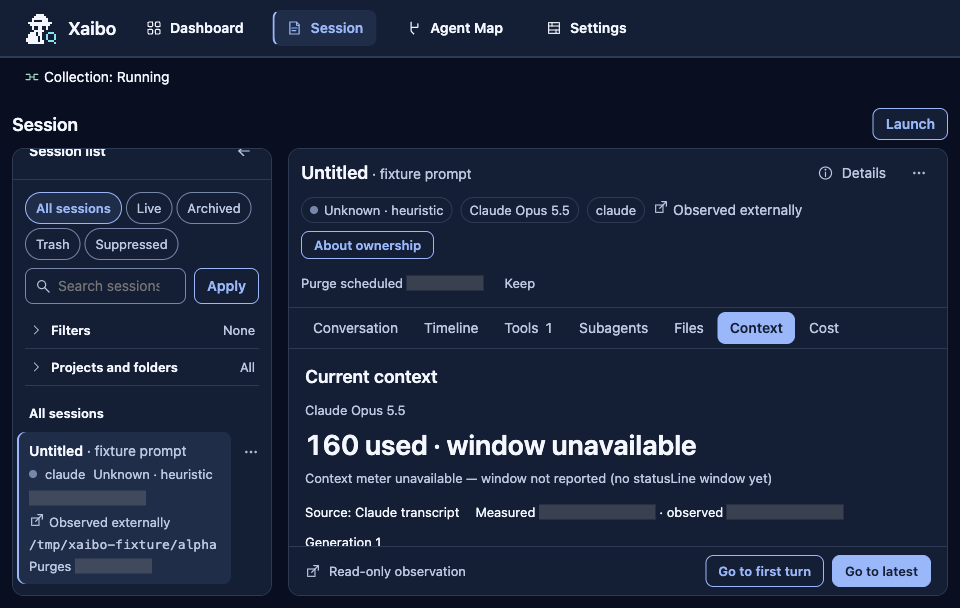 Xaibo
Dashboard
Session
Agent Map
Settings
Collection: Running
Session
Launch
Session list
All sessions
Live
Archived
Trash
Suppressed
Search sessions
Apply
Filters
None
Projects and folders
All
All sessions
Untitled · fixture prompt
claude Unknown · heuristic
Observed externally
/tmp/xaibo-fixture/alpha
Purges
Untitled · fixture prompt
Details
Unknown · heuristic
Claude Opus 5.5
claude
Observed externally
About ownership
Purge scheduled
Keep
Conversation
Timeline
Tools 1
Subagents
Files
Context
Cost
Current context
Claude Opus 5.5
160 used · window unavailable
Context meter unavailable — window not reported (no statusLine window yet)
Source: Claude transcript Measured · observed
Generation 1
Read-only observation
Go to first turn
Go to latest